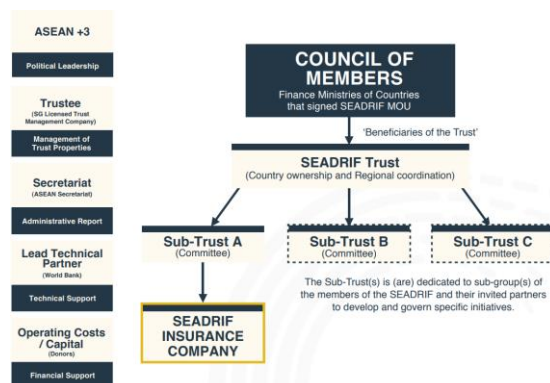 ASEAN +3
Political Leadership
Trustee
(SG Licensed Trust
Management Company)
Management of
Trust Properties
Secretariat
(ASEAN Secretariat)
Administrative Report
Lead Technical
Partner
(World Bank)
Technical Support
Operating Costs
/ Capital
(Donors)
Financial Support
COUNCIL OF
MEMBERS
Finance Ministries of Countries
that signed SEADRIF MOU
'Beneficiaries of the Trust'
SEADRIF Trust
(Country ownership and Regional coordination)
Sub-Trust A
(Committee)
Sub-Trust B
(Committee)
Sub-Trust C
(Committee)
The Sub-Trust(s) is (are) dedicated to sub-group(s) of
the members of the SEADRIF and their invited partners
to develop and govern specific initiatives.
SEADRIF
INSURANCE
COMPANY